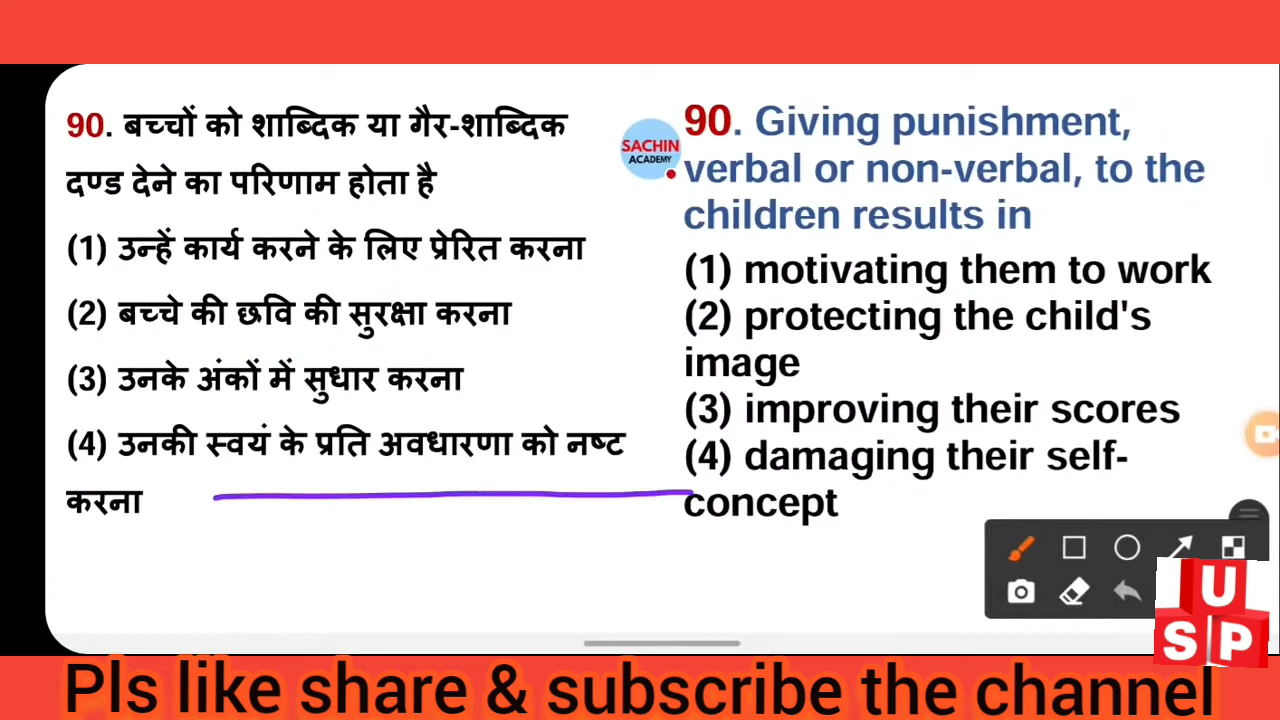 90. बच्चों को शाब्दिक या गैर-शाब्दिक
दण्ड देने का परिणाम होता है
(1) उन्हें कार्य करने के लिए प्रेरित करना
(2) बच्चे की छवि की सुरक्षा करना
(3) उनके अंकों में सुधार करना
(4) उनकी स्वयं के प्रति अवधारणा को नष्ट
करना
SACHIN
ACADEMY
90. Giving punishment,
verbal or non-verbal, to the
children results in
(1) motivating them to work
(2) protecting the child's
image
(3) improving their scores
(4) damaging their self-
concept
U
S P
Pls like share & subscribe the channel